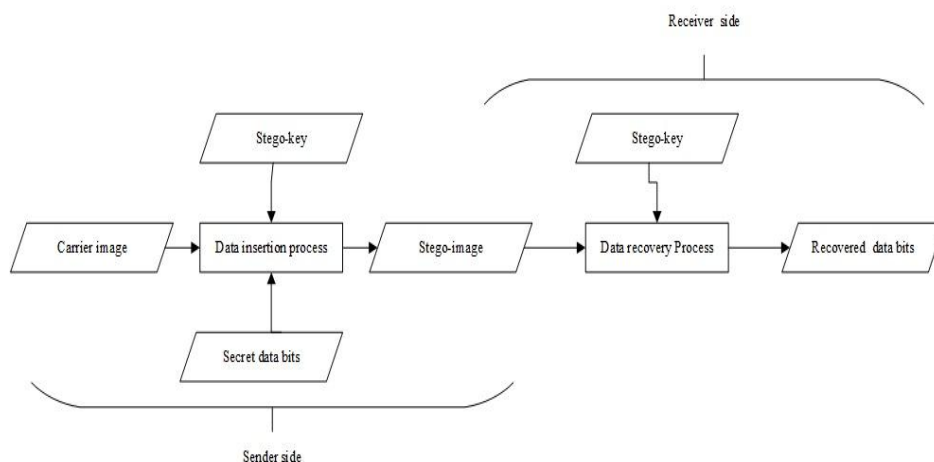 Receiver side
Stego-key
Stego-key
Carrier image
Data insertion process
Stego-image
Data recovery Process
Recovered data bits
Secret data bits
Sender side